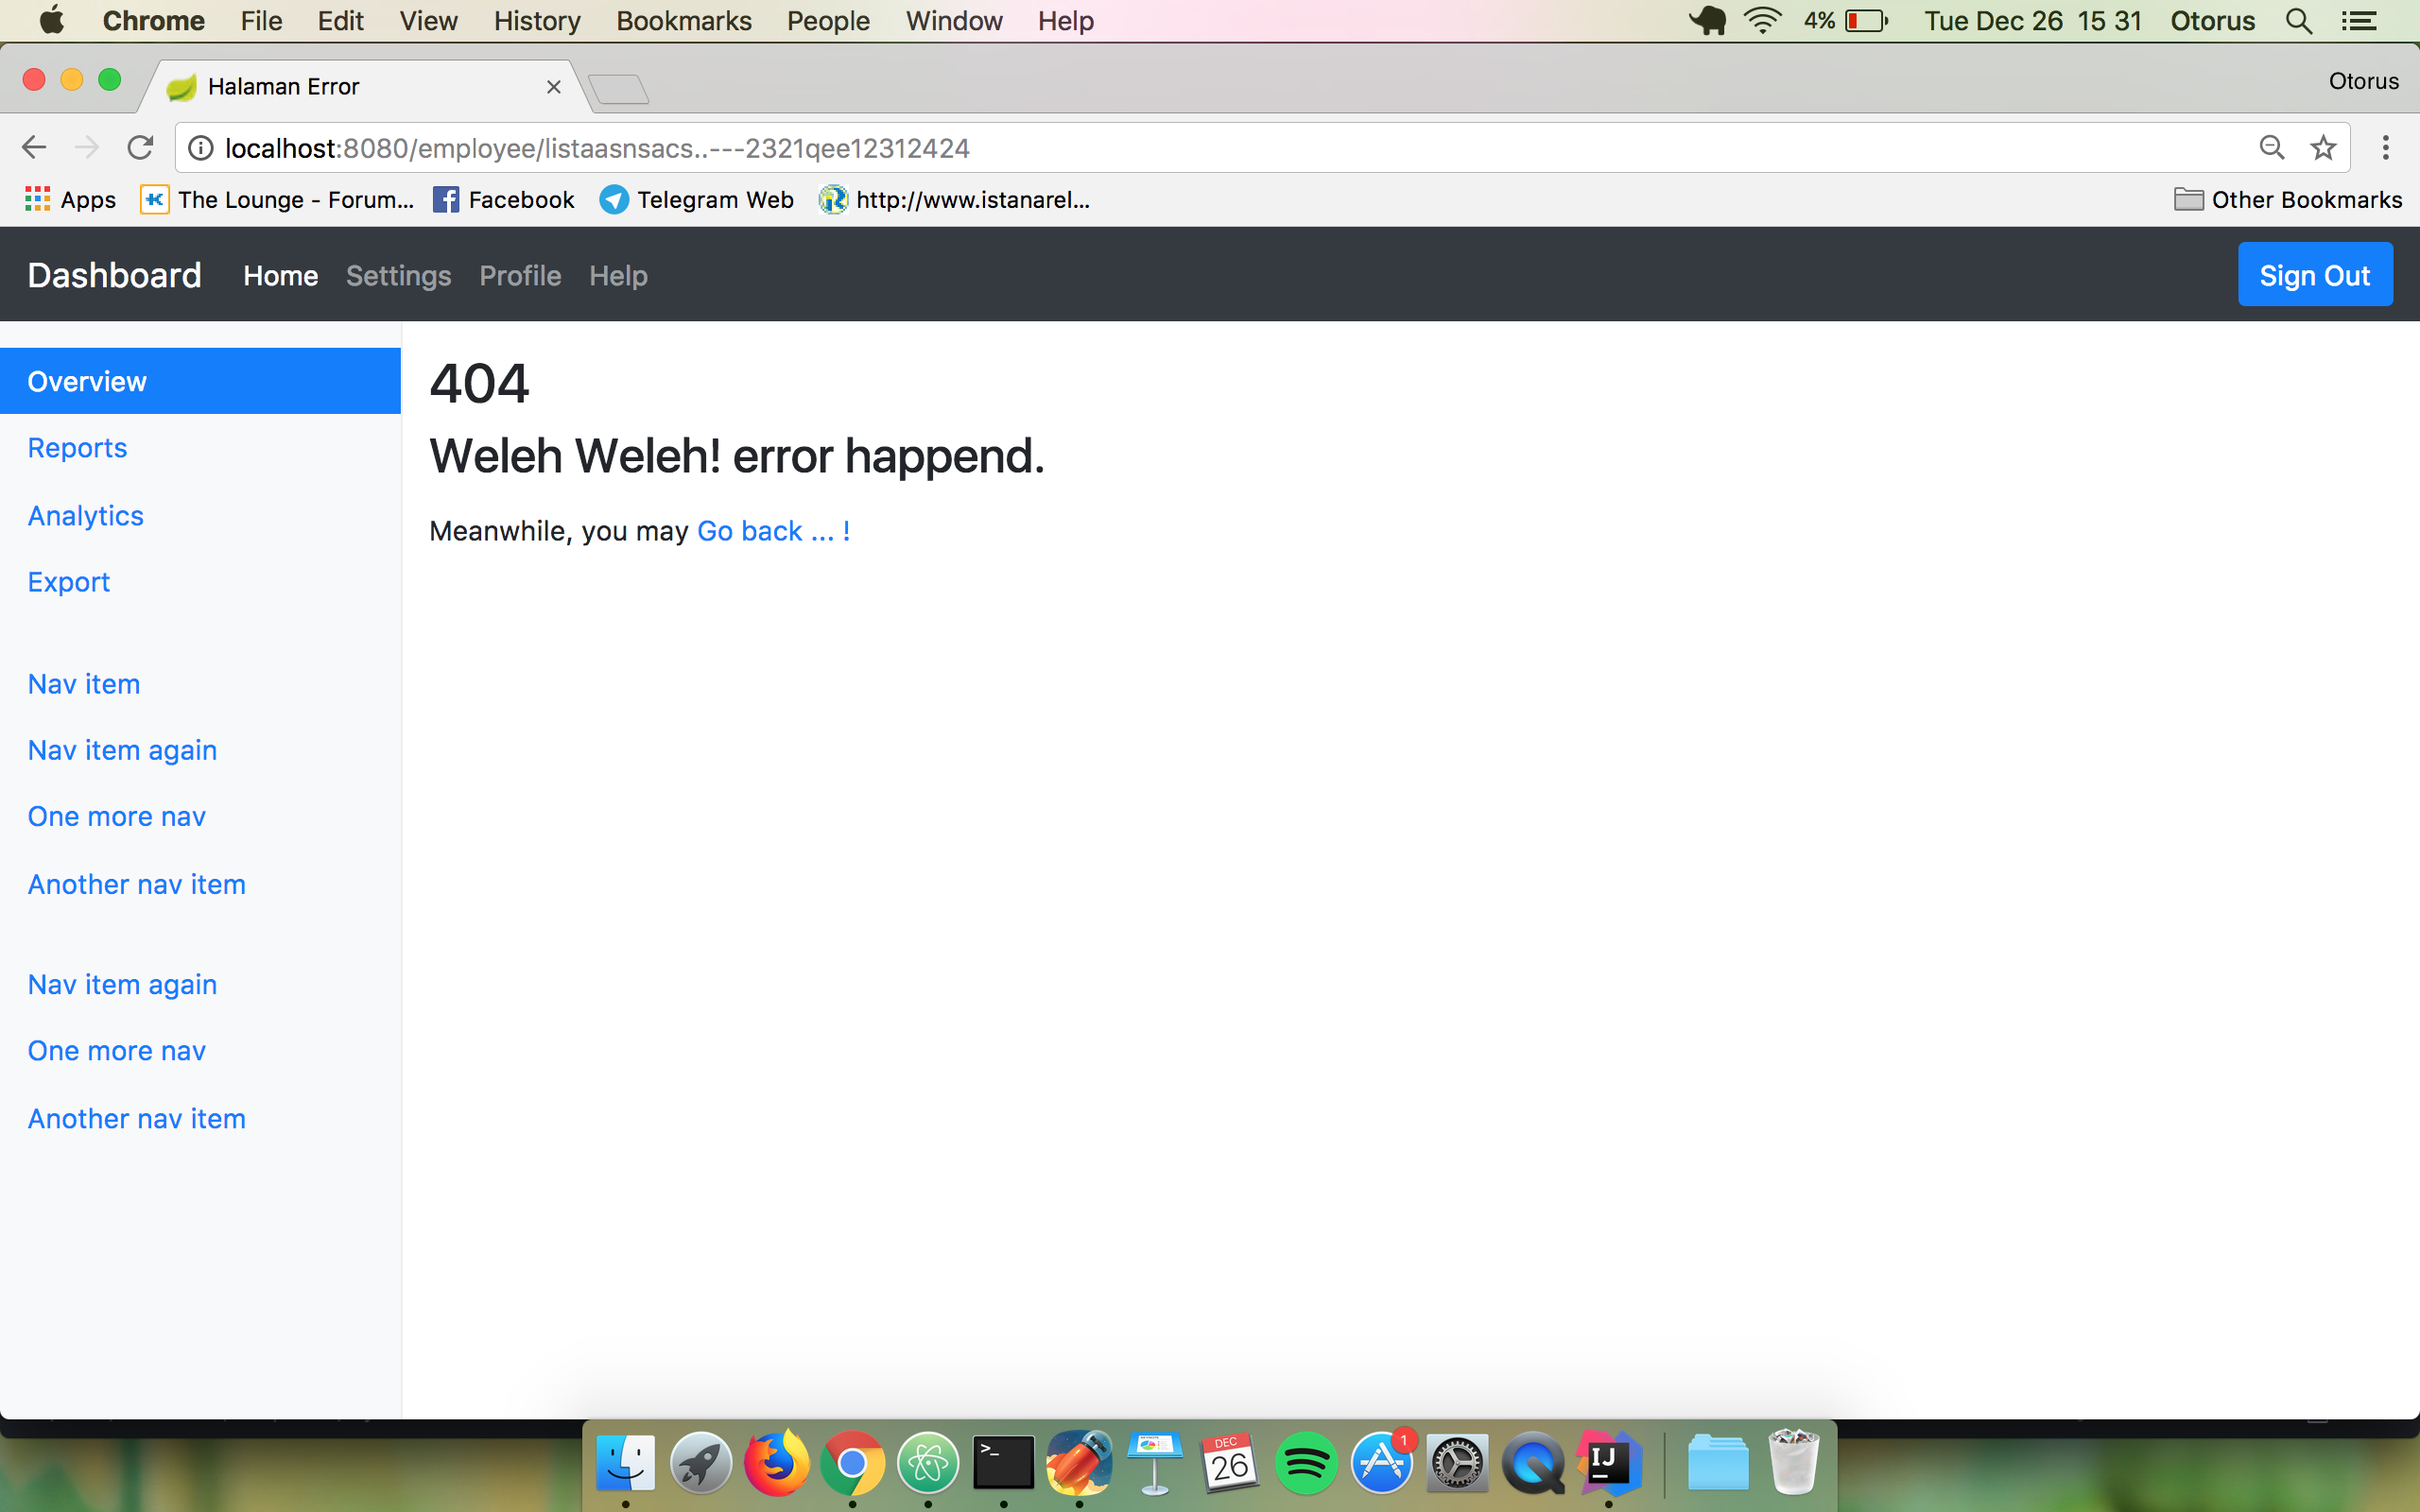 Chrome File Edit View History Bookmarks People Window Help 4% Tue Dec 26 15 31 Otorus
Halaman Error Otorus
localhost:8080/employee/listaasnsacs..---2321qee12312424
Apps The Lounge - Forum... Facebook Telegram Web http://www.istanarel... Other Bookmarks
Dashboard Home Settings Profile Help Sign Out
Overview
Reports
Analytics
Export
Nav item
Nav item again
One more nav
Another nav item
Nav item again
One more nav
Another nav item
404
Weleh Weleh! error happend.
Meanwhile, you may Go back ... !
>_
DEC
26
1
IJ